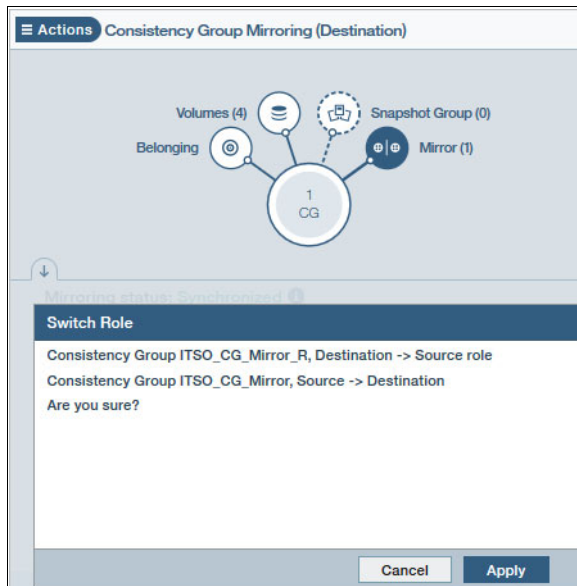 Actions Consistency Group Mirroring (Destination)
Volumes (4)
Snapshot Group (0)
Belonging
Mirror (1)
1
CG
Mirroring status: Synchronized
Switch Role
Consistency Group ITSO_CG_Mirror_R, Destination -> Source role
Consistency Group ITSO_CG_Mirror, Source -> Destination
Are you sure?
Cancel Apply